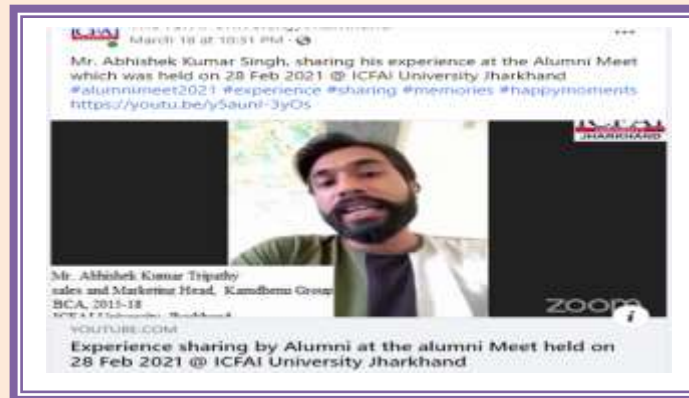 March 18 at 10:31 PM ·
Mr. Abhishek Kumar Singh, sharing his experience at the Alumni Meet
which was held on 28 Feb 2021 @ ICFAI University Jharkhand
#alumnimeet2021 #experience #sharing #memories #happymoments
https://youtu.be/y5aunI-3yOs
JHARKHAND
Mr. Abhishek Kumar Tripathy
sales and Marketing Head, Kamdhenu Group
BCA, 2015-18
ICFAI University, Jharkhand
zoom
YOUTUBE.COM
Experience sharing by Alumni at the alumni Meet held on
28 Feb 2021 @ ICFAI University Jharkhand